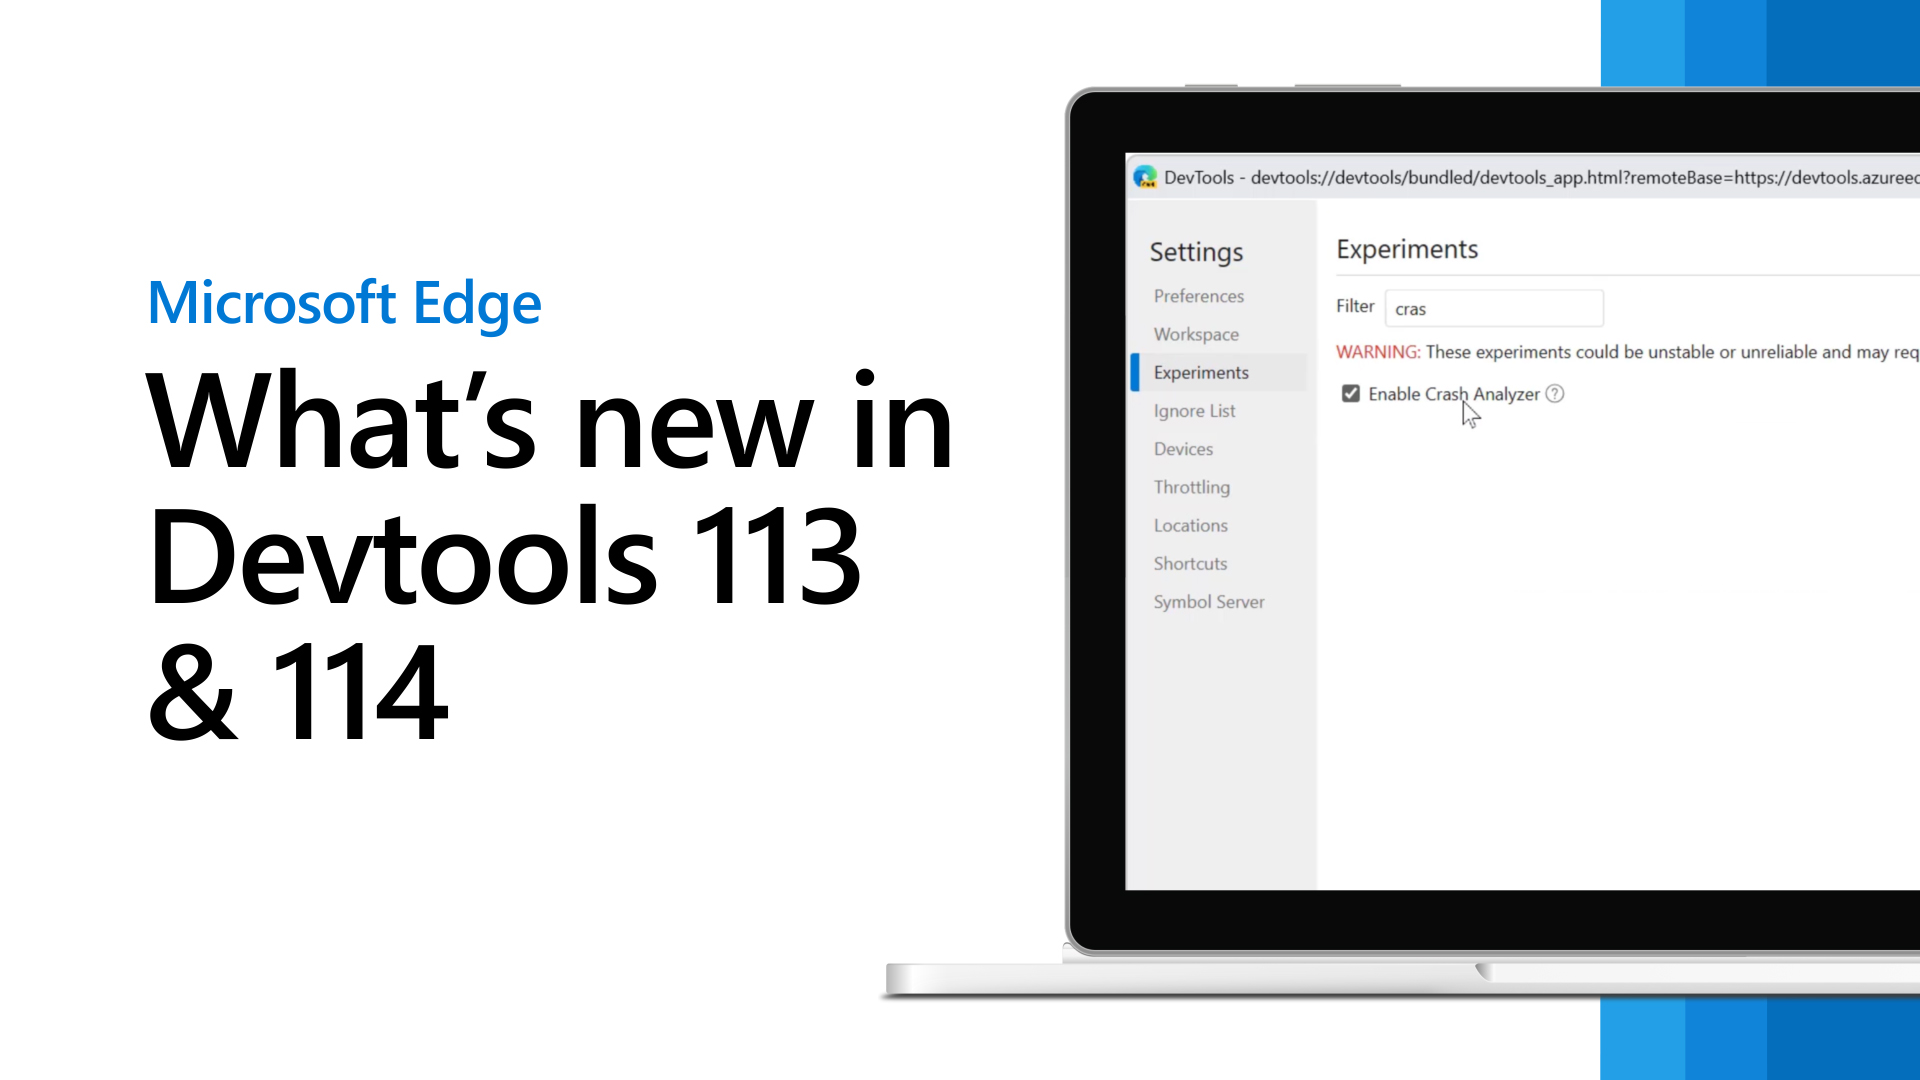 Microsoft Edge
What’s new in
Devtools 113
& 114
DevTools - devtools://devtools/bundled/devtools_app.html?remoteBase=https://devtools.azureed
Settings
Preferences
Workspace
Experiments
Ignore List
Devices
Throttling
Locations
Shortcuts
Symbol Server
Experiments
Filter cras
WARNING: These experiments could be unstable or unreliable and may req
Enable Crash Analyzer ?